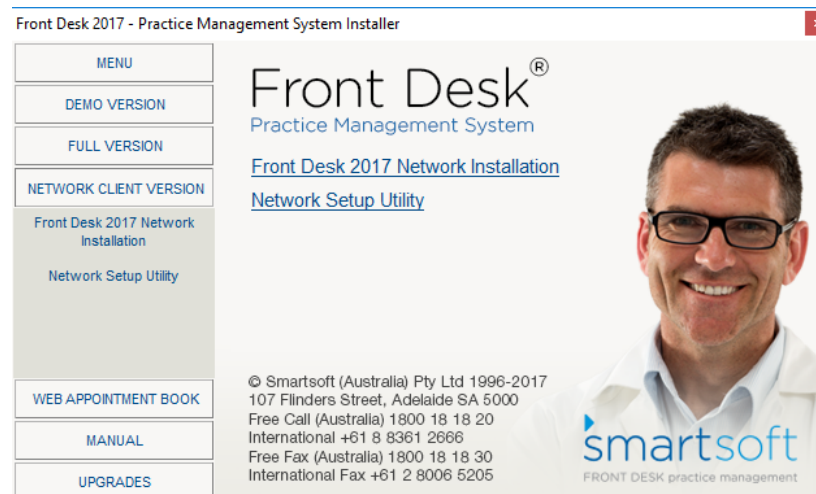 Front Desk 2017 - Practice Management System Installer
MENU
DEMO VERSION
FULL VERSION
NETWORK CLIENT VERSION
Front Desk 2017 Network
Installation
Network Setup Utility
WEB APPOINTMENT BOOK
MANUAL
UPGRADES
Front Desk®
Practice Management System
Front Desk 2017 Network Installation
Network Setup Utility
© Smartsoft (Australia) Pty Ltd 1996-2017
107 Flinders Street, Adelaide SA 5000
Free Call (Australia) 1800 18 18 20
International +61 8 8361 2666
Free Fax (Australia) 1800 18 18 30
International Fax +61 2 8006 5205
smartsoft
FRONT DESK practice management